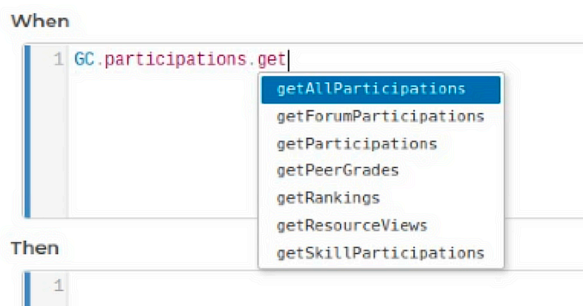 When
1 GC.participations.get
getAllParticipations
getForumParticipations
getParticipations
getPeerGrades
getRankings
getResourceViews
getSkillParticipations
Then
1